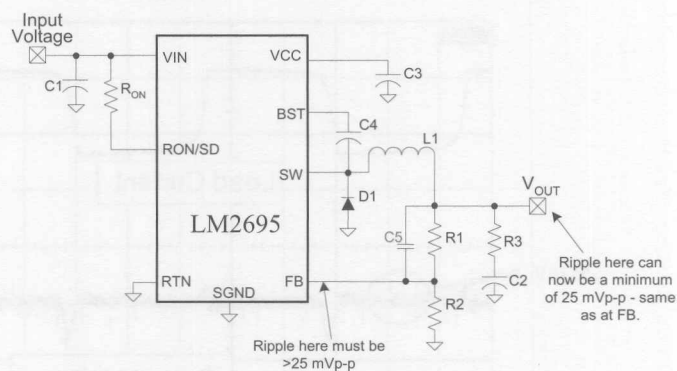 Input
Voltage
VIN
VCC
C3
C1
RON
BST
C4
L1
RON/SD
SW
VOUT
D1
LM2695
C5
R1
R3
Ripple here can
now be a minimum
of 25 mVp-p - same
as at FB.
RTN
FB
C2
SGND
R2
Ripple here must be
>25 mVp-p